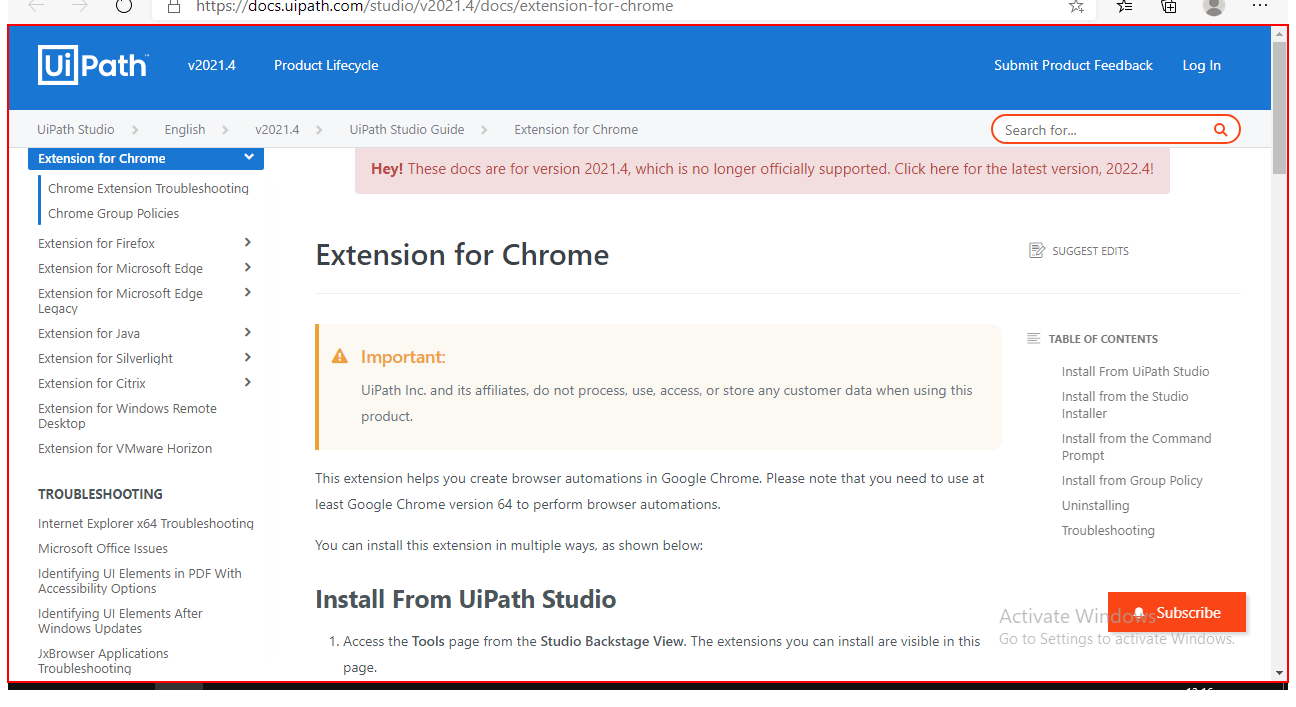 https://docs.uipath.com/studio/v2021.4/docs/extension-for-chrome
UiPath™ v2021.4 Product Lifecycle Submit Product Feedback Log In
UiPath Studio English v2021.4 UiPath Studio Guide Extension for Chrome Search for...
Extension for Chrome
Chrome Extension Troubleshooting
Chrome Group Policies
Extension for Firefox
Extension for Microsoft Edge
Extension for Microsoft Edge
Legacy
Extension for Java
Extension for Silverlight
Extension for Citrix
Extension for Windows Remote
Desktop
Extension for VMware Horizon
TROUBLESHOOTING
Internet Explorer x64 Troubleshooting
Microsoft Office Issues
Identifying UI Elements in PDF With
Accessibility Options
Identifying UI Elements After
Windows Updates
JxBrowser Applications
Troubleshooting
Hey! These docs are for version 2021.4, which is no longer officially supported. Click here for the latest version, 2022.4!
Extension for Chrome
SUGGEST EDITS
Important:
UiPath Inc. and its affiliates, do not process, use, access, or store any customer data when using this
product.
This extension helps you create browser automations in Google Chrome. Please note that you need to use at
least Google Chrome version 64 to perform browser automations.
You can install this extension in multiple ways, as shown below:
Install From UiPath Studio
1. Access the Tools page from the Studio Backstage View. The extensions you can install are visible in this
page.
TABLE OF CONTENTS
Install From UiPath Studio
Install from the Studio
Installer
Install from the Command
Prompt
Install from Group Policy
Uninstalling
Troubleshooting
Subscribe
Activate Windows
Go to Settings to activate Windows.